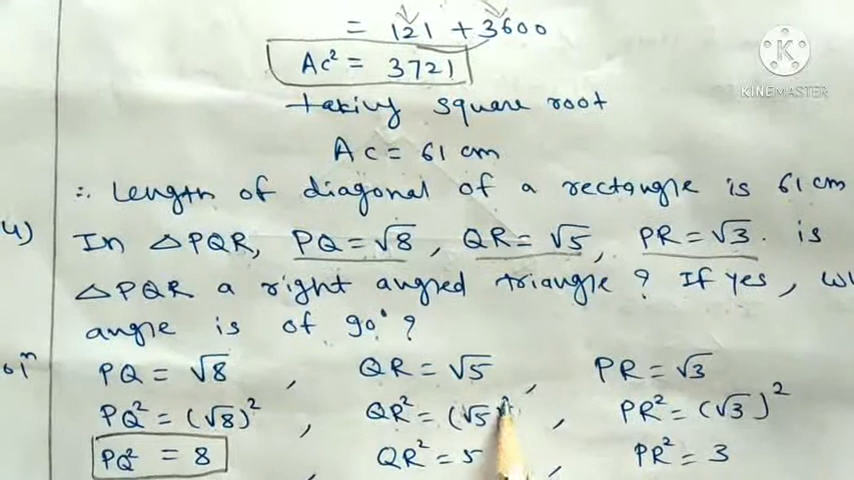 = 121 + 3600
K
KINEMASTER
AC² = 3721
taking square root
AC = 61 cm
∴ Length of diagonal of a rectangle is 61 cm
4) In △PQR, PQ = √8, QR = √5, PR = √3. is
△PQR a right angled triangle? If yes,
angle is of 90°?
PQ = √8, QR = √5, PR = √3
PQ² = (√8)², QR² = (√5)², PR² = (√3)²
PQ² = 8, QR² = 5, PR² = 3